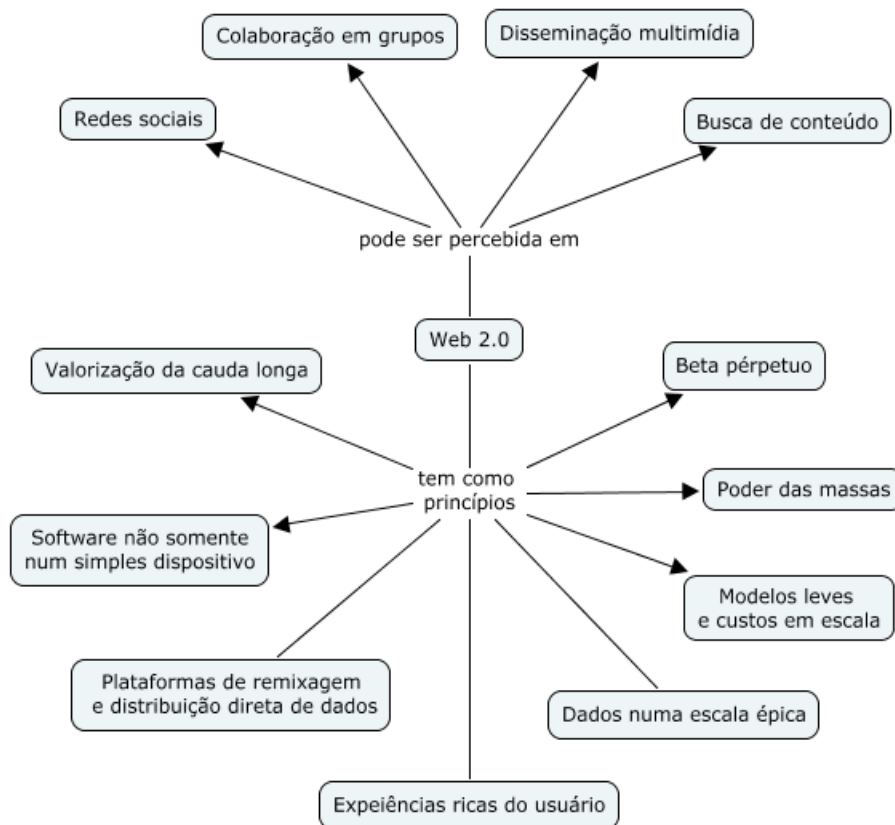 Colaboração em grupos
Disseminação multimídia
Redes sociais
Busca de conteúdo
pode ser percebida em
Web 2.0
Valorização da cauda longa
Beta pérpetuo
tem como
princípios
Poder das massas
Software não somente
num simples dispositivo
Modelos leves
e custos em escala
Plataformas de remixagem
e distribuição direta de dados
Dados numa escala épica
Expeiências ricas do usuário